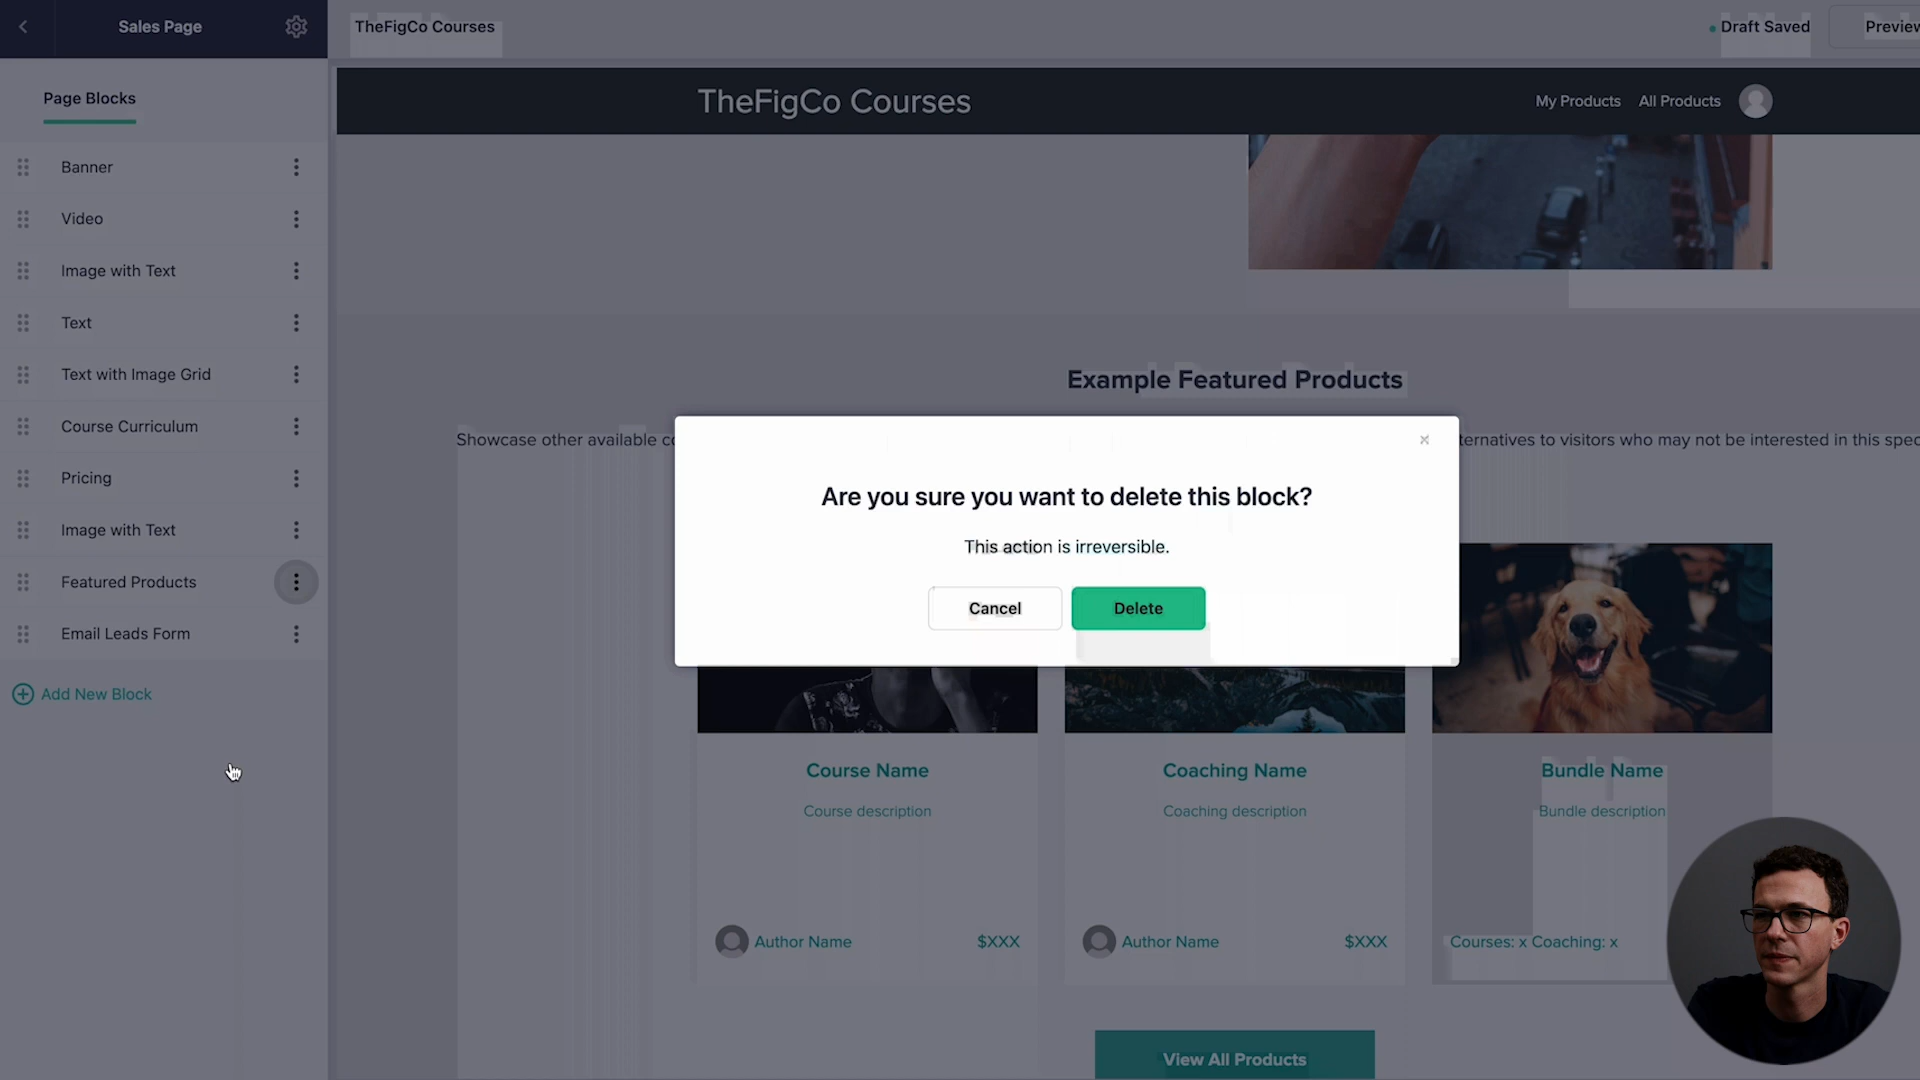 Sales Page
TheFigCo Courses
Draft Saved
Preview
Page Blocks
Banner
Video
Image with Text
Text
Text with Image Grid
Course Curriculum
Pricing
Image with Text
Featured Products
Email Leads Form
Add New Block
TheFigCo Courses
My Products
All Products
Example Featured Products
Showcase other available
ternatives to visitors who may not be interested in this
Are you sure you want to delete this block?
This action is irreversible.
Cancel
Delete
Course Name
Course description
Author Name
$XXX
Coaching Name
Coaching description
Author Name
$XXX
Bundle Name
Bundle description
Courses: x Coaching: x
View All Products